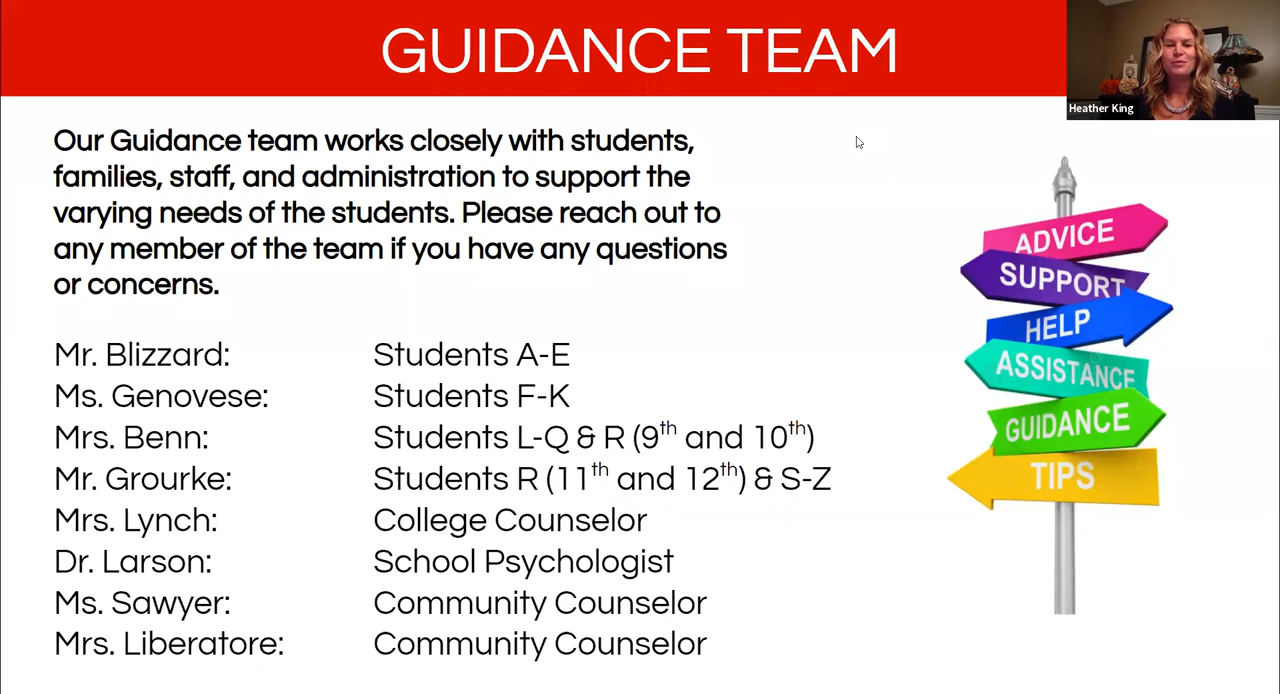 GUIDANCE TEAM
Heather King
Our Guidance team works closely with students,
families, staff, and administration to support the
varying needs of the students. Please reach out to
any member of the team if you have any questions
or concerns.
Mr. Blizzard: Students A-E
Ms. Genovese: Students F-K
Mrs. Benn: Students L-Q & R (9th and 10th)
Mr. Grourke: Students R (11th and 12th) & S-Z
Mrs. Lynch: College Counselor
Dr. Larson: School Psychologist
Ms. Sawyer: Community Counselor
Mrs. Liberatore: Community Counselor
ADVICE
SUPPORT
HELP
ASSISTANCE
GUIDANCE
TIPS